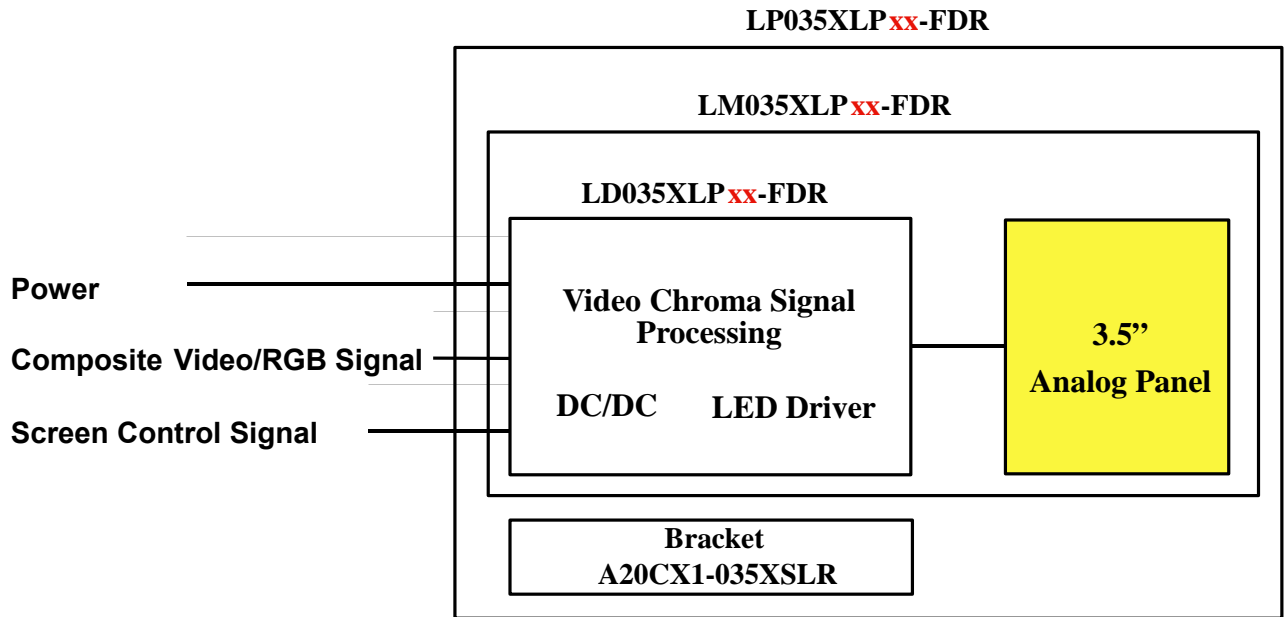 LP035XLPxx-FDR
LM035XLPxx-FDR
LD035XLPxx-FDR
Power
Composite Video/RGB Signal
Screen Control Signal
Video Chroma Signal
Processing
DC/DC
LED Driver
3.5”
Analog Panel
Bracket
A20CX1-035XSLR